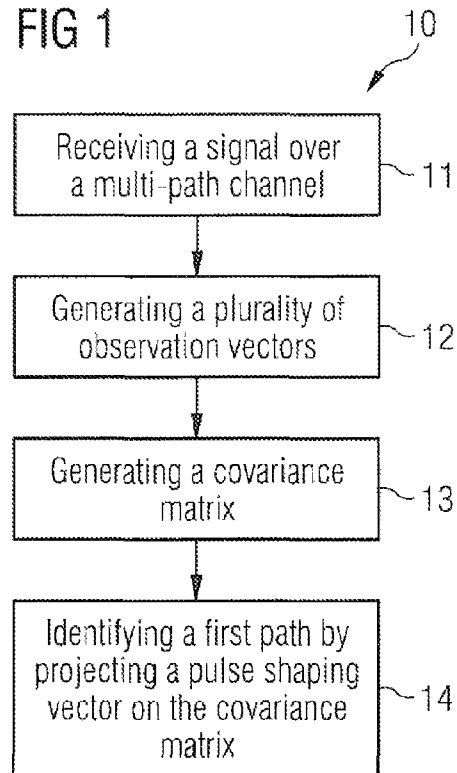 FIG 1
10
Receiving a signal over
a multi-path channel
11
Generating a plurality of
observation vectors
12
Generating a covariance
matrix
13
Identifying a first path by
projecting a pulse shaping
vector on the covariance
matrix
14